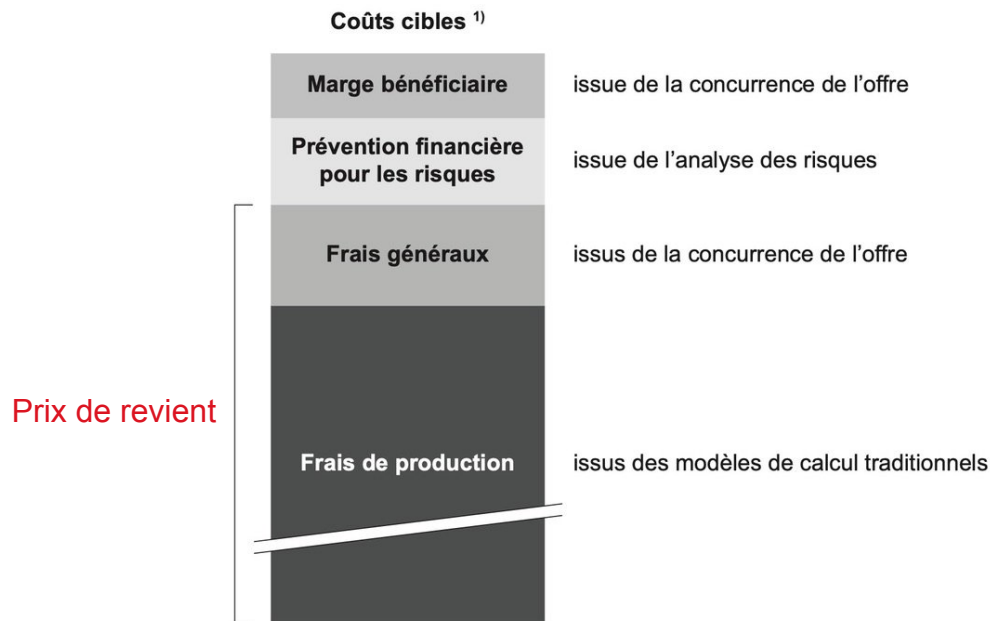 Coûts cibles 1)
Marge bénéficiaire
issue de la concurrence de l'offre
Prévention financière
pour les risques
issue de l'analyse des risques
Frais généraux
issus de la concurrence de l'offre
Prix de revient
Frais de production
issus des modèles de calcul traditionnels